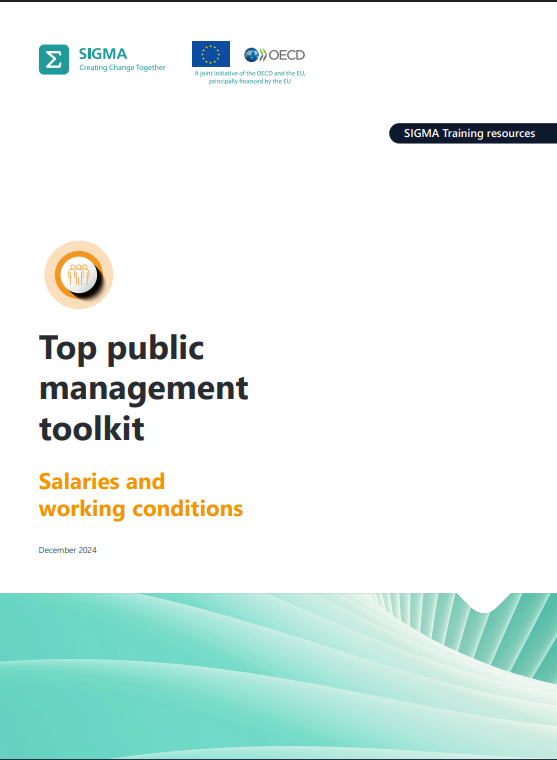 SIGMA
Creating Change Together
OECD
A joint initiative of the OECD and the EU,
principally financed by the EU
SIGMA Training resources
Top public
management
toolkit
Salaries and
working conditions
December 2024